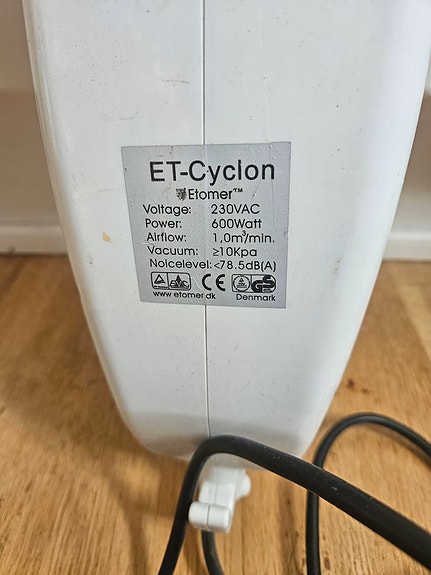 ET-Cyclon
Etomer™
Voltage: 230VAC
Power: 600Watt
Airflow: 1,0m³/min.
Vacuum: ≥10Kpa
Noicelevel: <78.5dB(A)
CE
www.etomer.dk Denmark